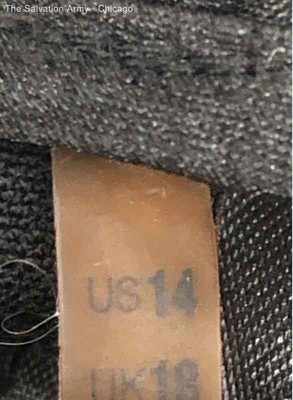 The Salvation Army - Chicago
US 14
UK 18